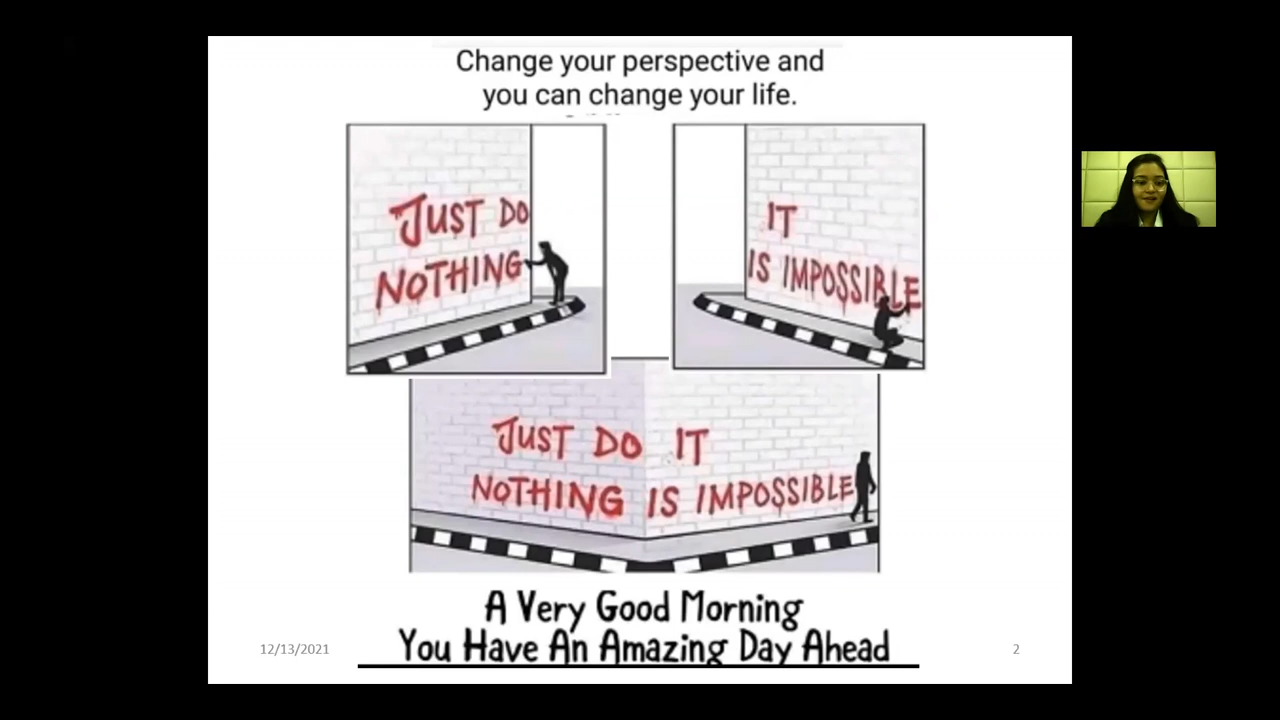 Change your perspective and
you can change your life.
JUST DO
NOTHING
IT
IS IMPOSSIBLE
JUST DO IT
NOTHING IS IMPOSSIBLE
A Very Good Morning
You Have An Amazing Day Ahead
12/13/2021
2